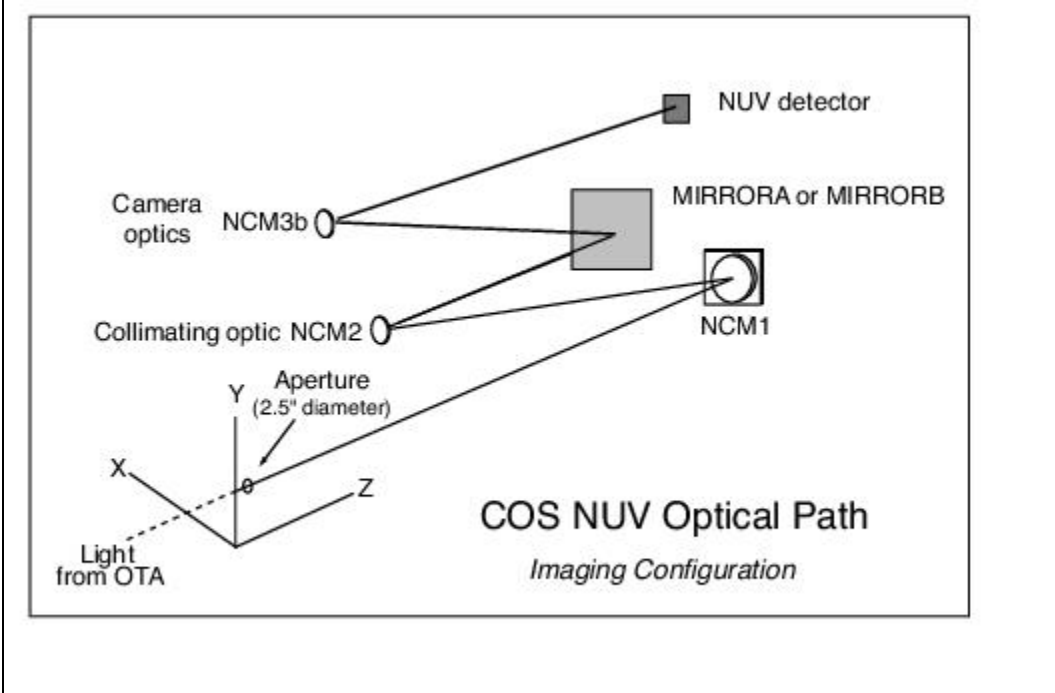 NUV detector
MIRRORA or MIRRORB
Camera
optics
NCM3b
NCM1
Collimating optic NCM2
Aperture
(2.5" diameter)
Y
X
Z
Light
from OTA
COS NUV Optical Path
Imaging Configuration